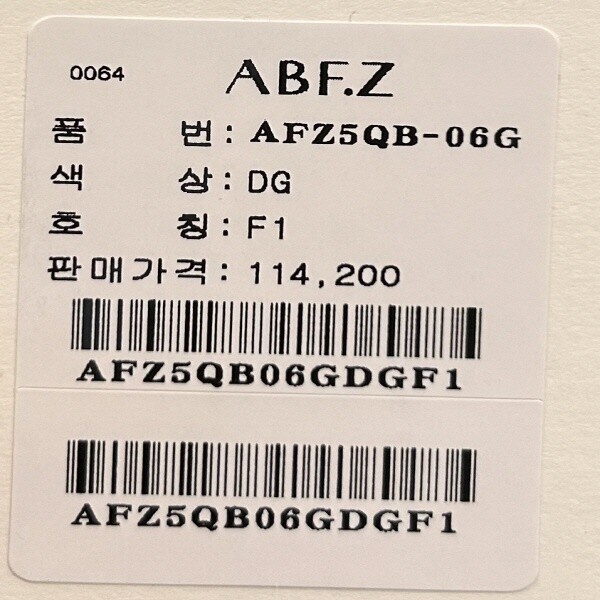 0064 ABF.Z
품 번 : AFZ5QB-06G
색 상 : DG
호 칭 : F1
판매가격 : 114,200
AFZ5QB06GDGF1
AFZ5QB06GDGF1